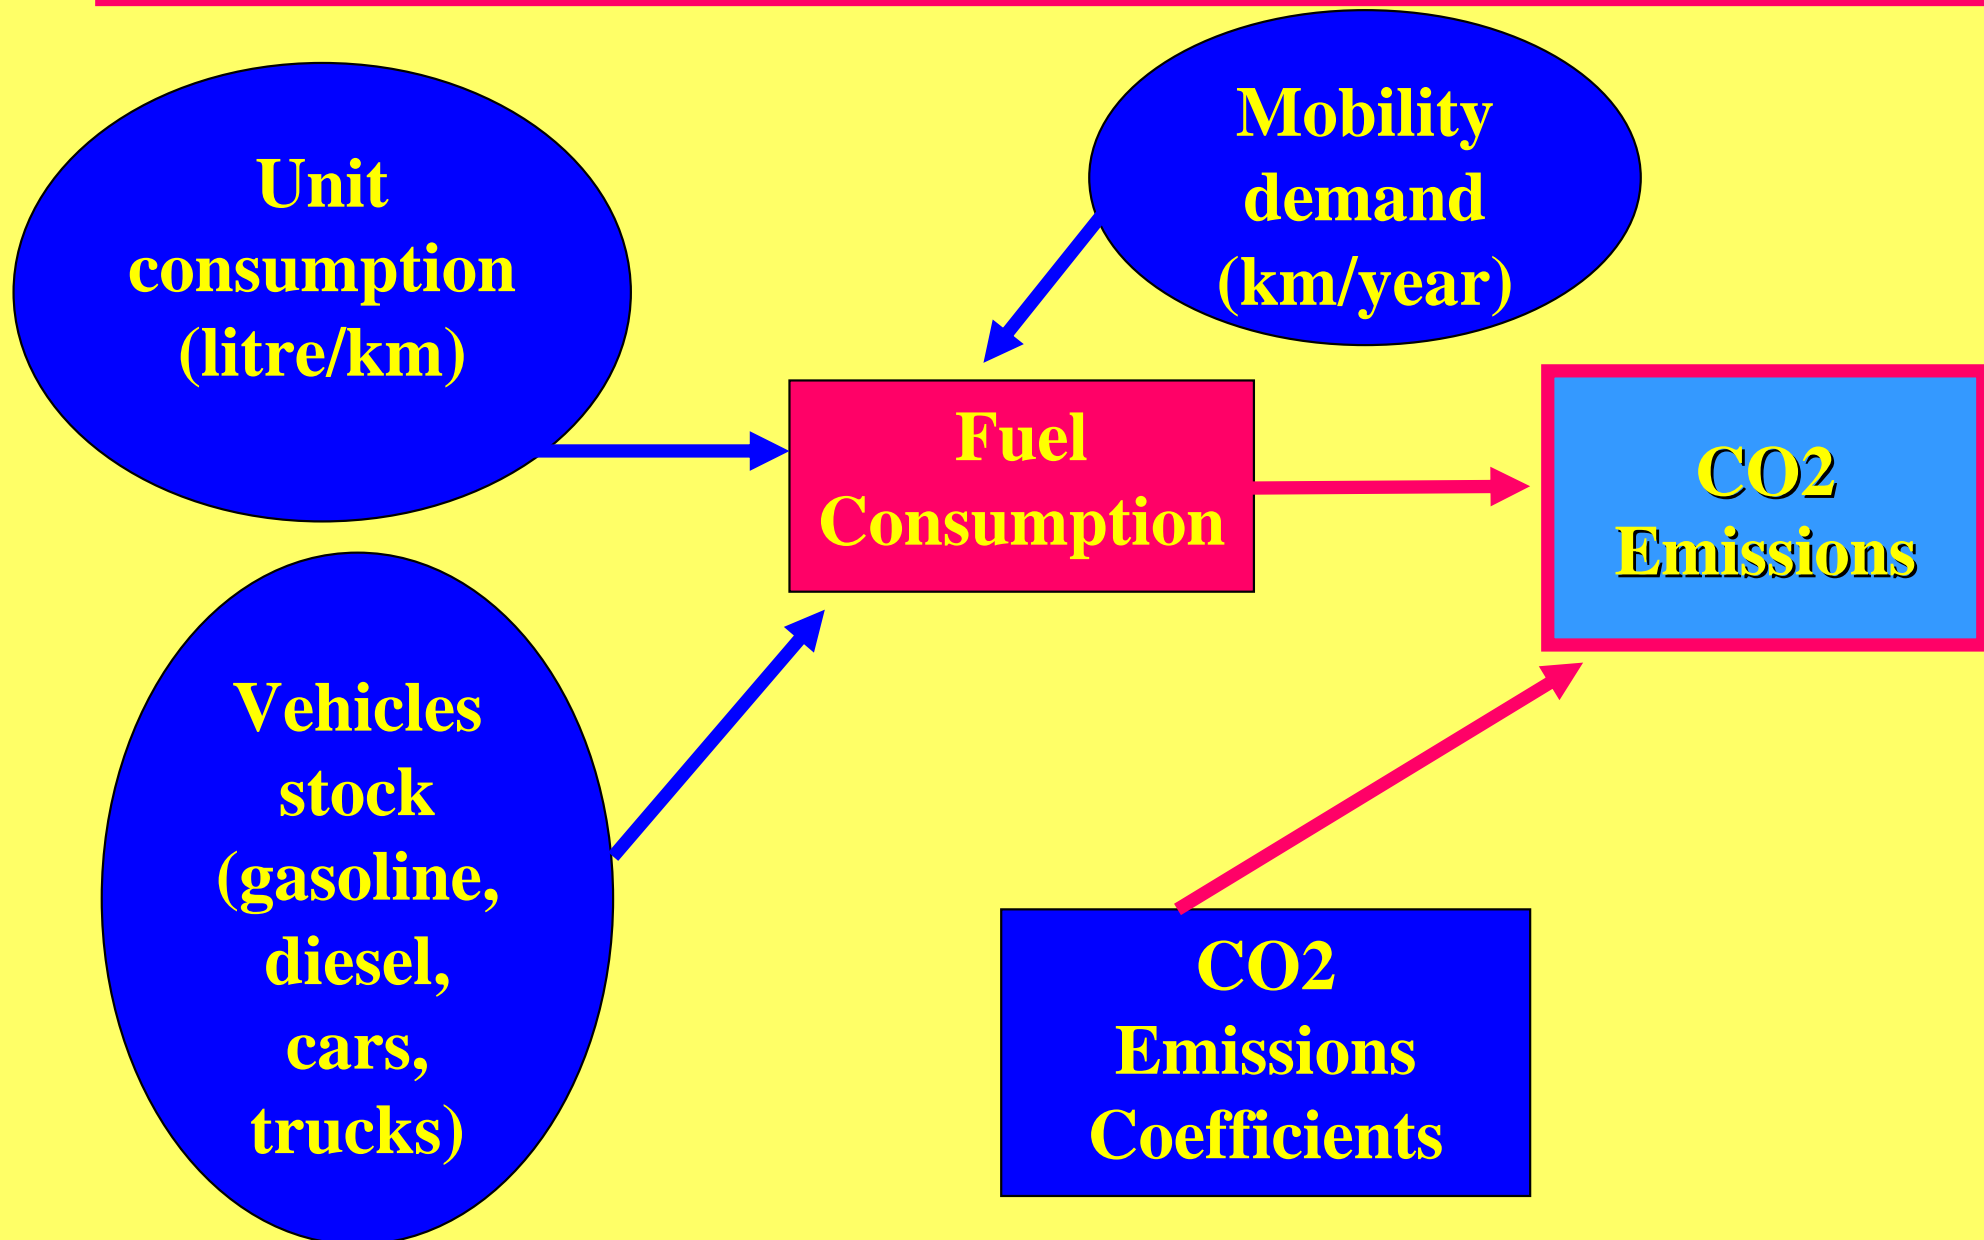 Unit
consumption
(litre/km)
Mobility
demand
(km/year)
Fuel
Consumption
CO2
Emissions
Vehicles
stock
(gasoline,
diesel,
cars,
trucks)
CO2
Emissions
Coefficients